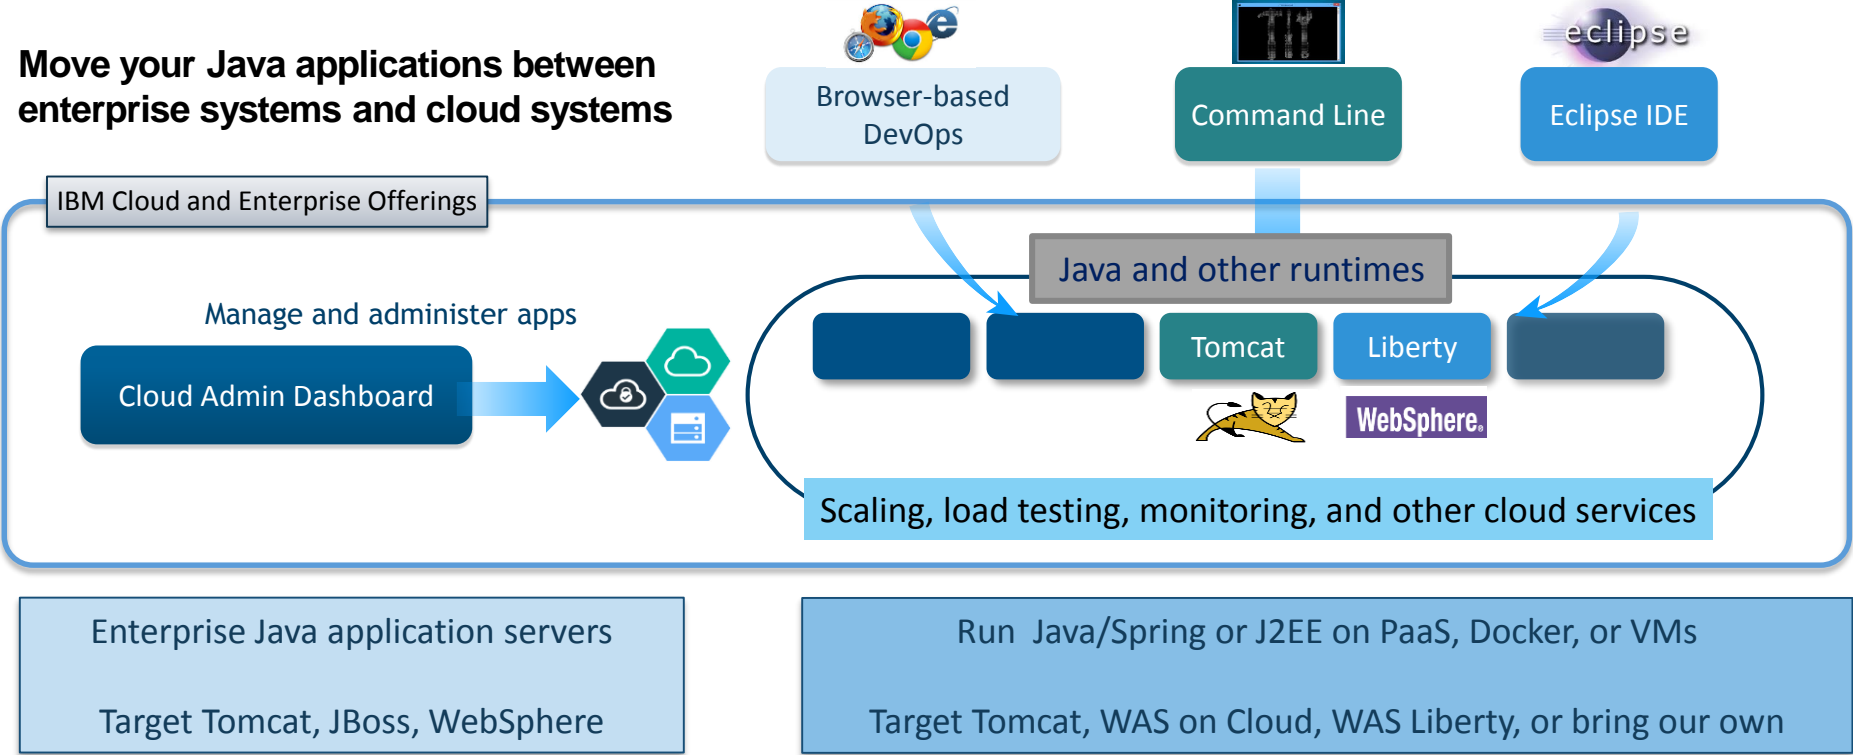 Move your Java applications between
enterprise systems and cloud systems
eclipse
Browser-based
DevOps
Command Line
Eclipse IDE
IBM Cloud and Enterprise Offerings
Java and other runtimes
Manage and administer apps
Cloud Admin Dashboard
Tomcat
Liberty
WebSphere®
Scaling, load testing, monitoring, and other cloud services
Enterprise Java application servers
Target Tomcat, JBoss, WebSphere
Run Java/Spring or J2EE on PaaS, Docker, or VMs
Target Tomcat, WAS on Cloud, WAS Liberty, or bring our own